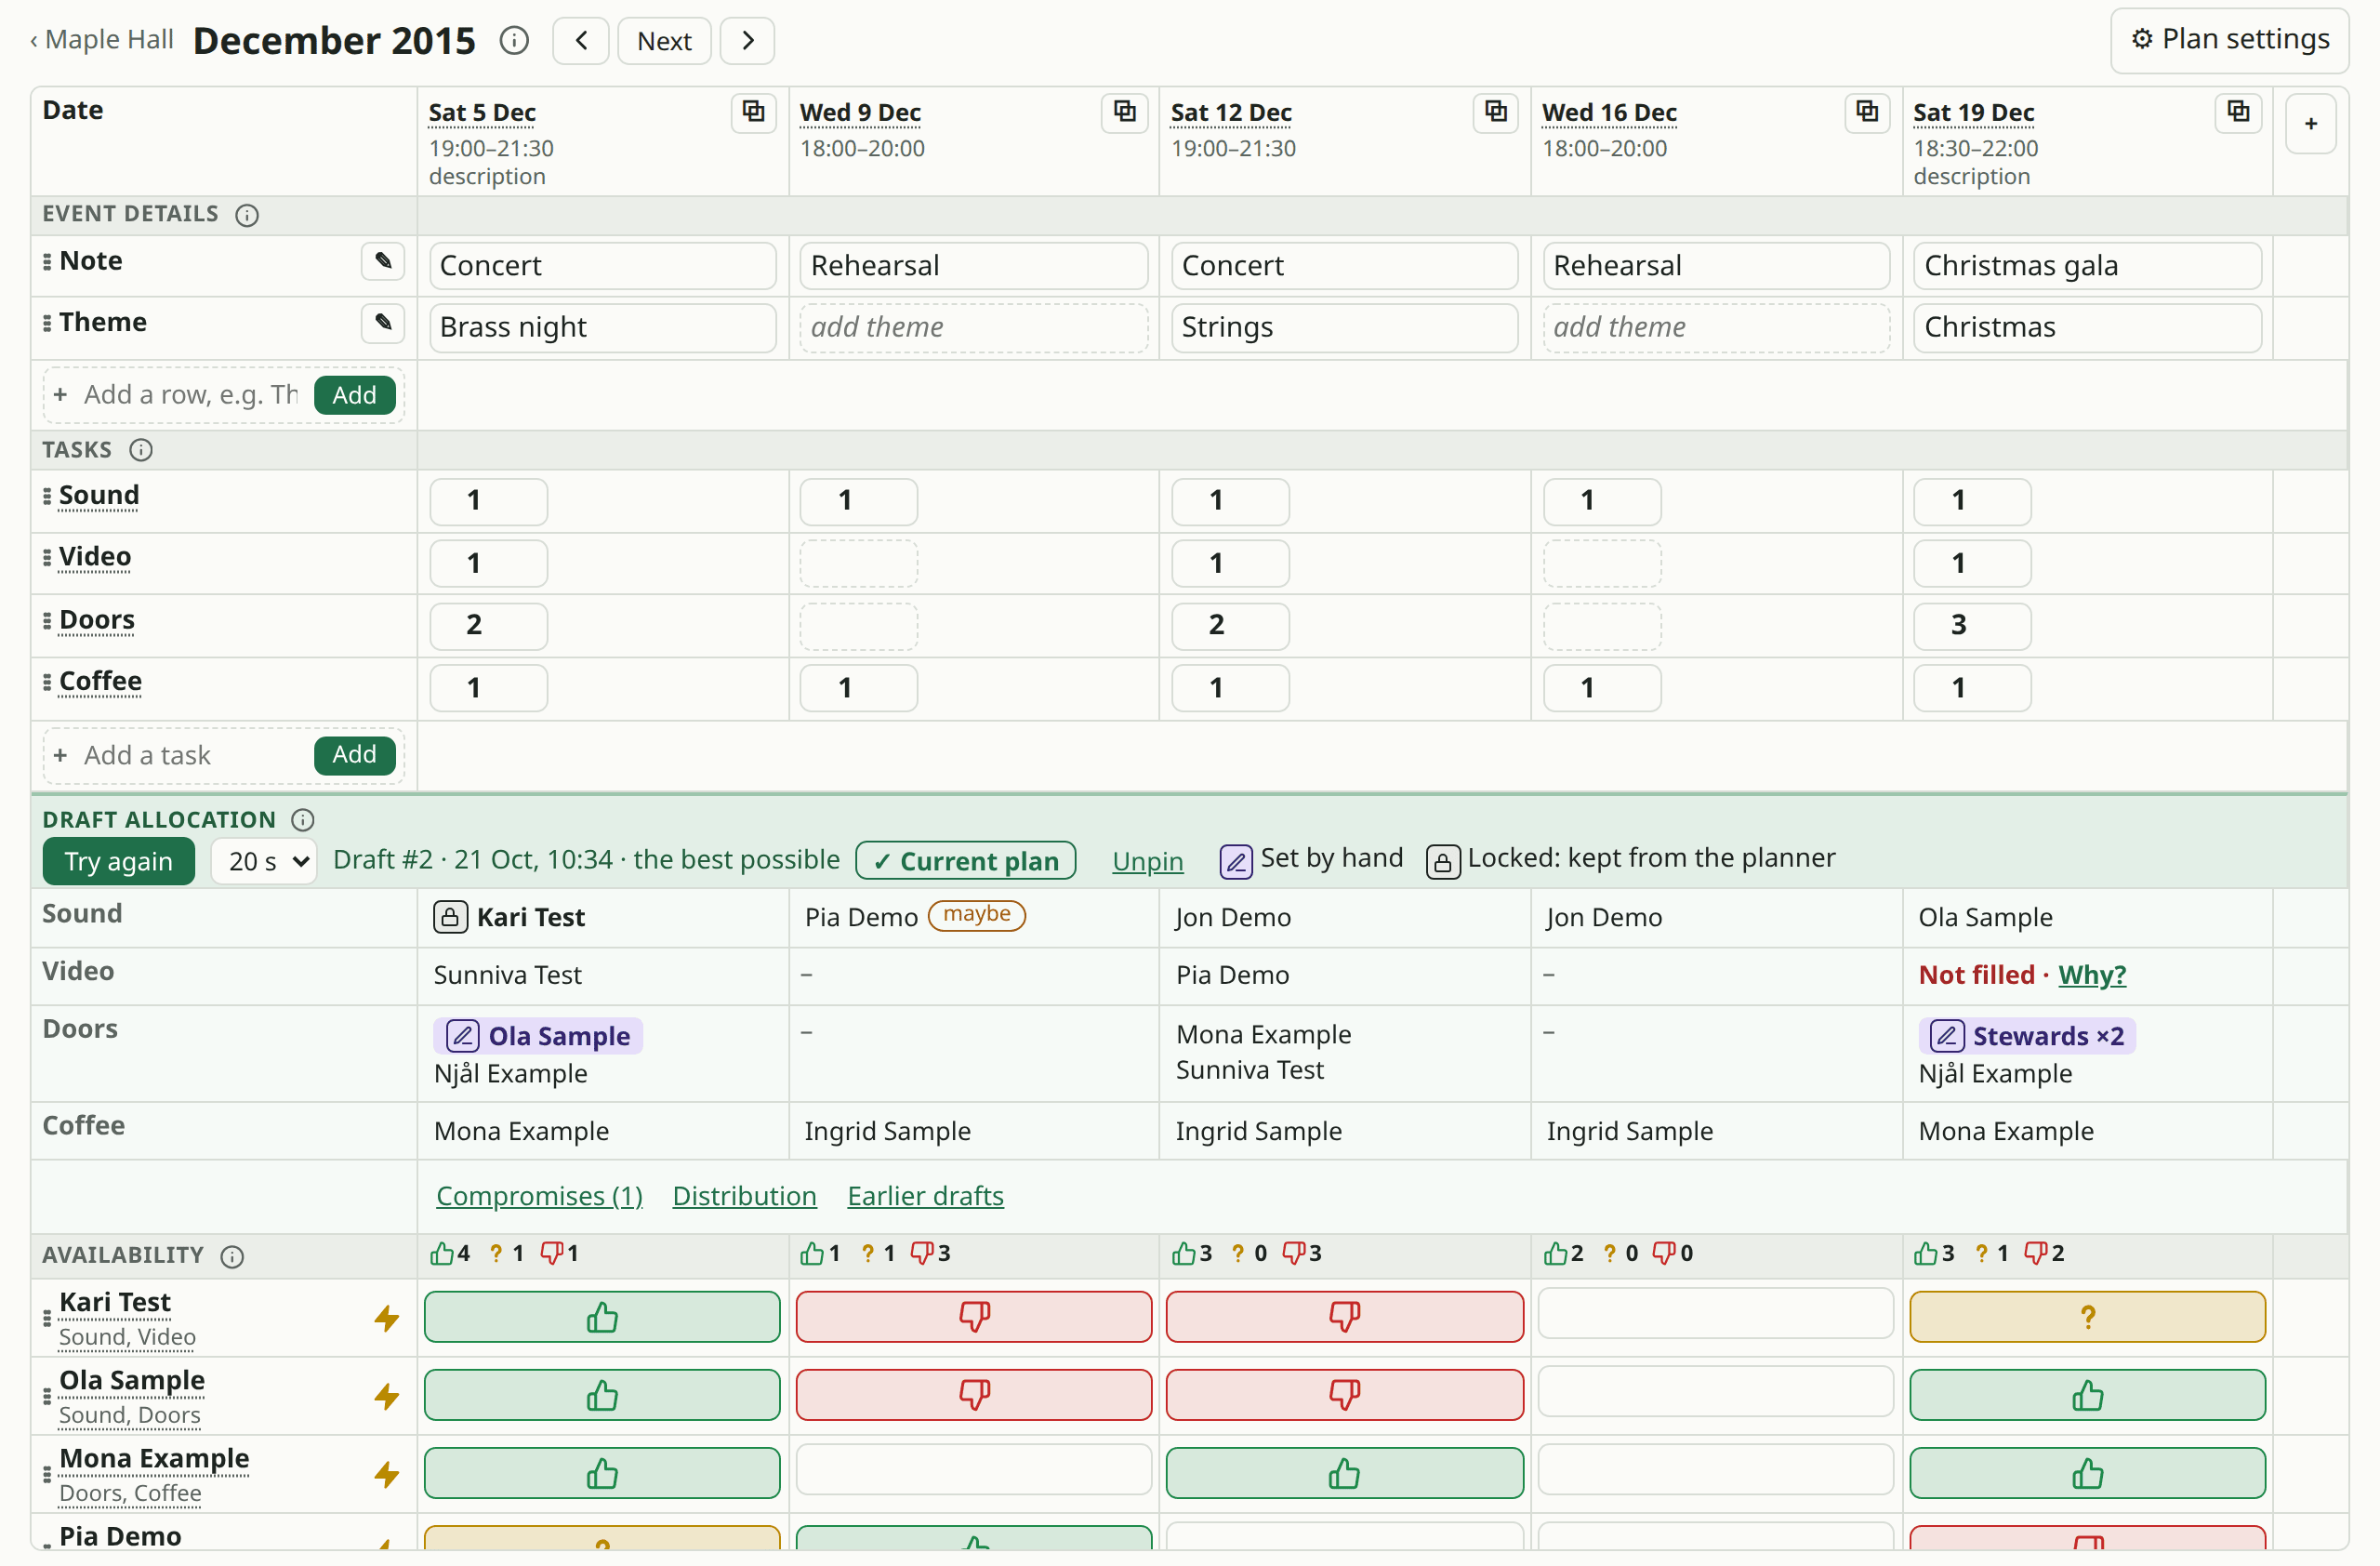 ‹ Maple Hall December 2015 Next ⚙ Plan settings
Date Sat 5 Dec Wed 9 Dec Sat 12 Dec Wed 16 Dec Sat 19 Dec +
19:00–21:30 18:00–20:00 19:00–21:30 18:00–20:00 18:30–22:00
description description
EVENT DETAILS
Note Concert Rehearsal Concert Rehearsal Christmas gala
Theme Brass night add theme Strings add theme Christmas
+ Add a row, e.g. Th Add
TASKS
Sound 1 1 1 1 1
Video 1 1 1
Doors 2 2 3
Coffee 1 1 1 1 1
+ Add a task Add
DRAFT ALLOCATION
Try again 20 s Draft #2 · 21 Oct, 10:34 · the best possible ✓ Current plan Unpin Set by hand Locked: kept from the planner
Sound Kari Test Pia Demo maybe Jon Demo Jon Demo Ola Sample
Video Sunniva Test – Pia Demo – Not filled · Why?
Doors Ola Sample – Mona Example – Stewards ×2
Njål Example Sunniva Test Njål Example
Coffee Mona Example Ingrid Sample Ingrid Sample Ingrid Sample Mona Example
Compromises (1) Distribution Earlier drafts
AVAILABILITY 4 ? 1 1 1 ? 1 3 3 ? 0 3 2 ? 0 0 3 ? 1 2
Kari Test ?
Sound, Video
Ola Sample
Sound, Doors
Mona Example
Doors, Coffee
Pia Demo ?